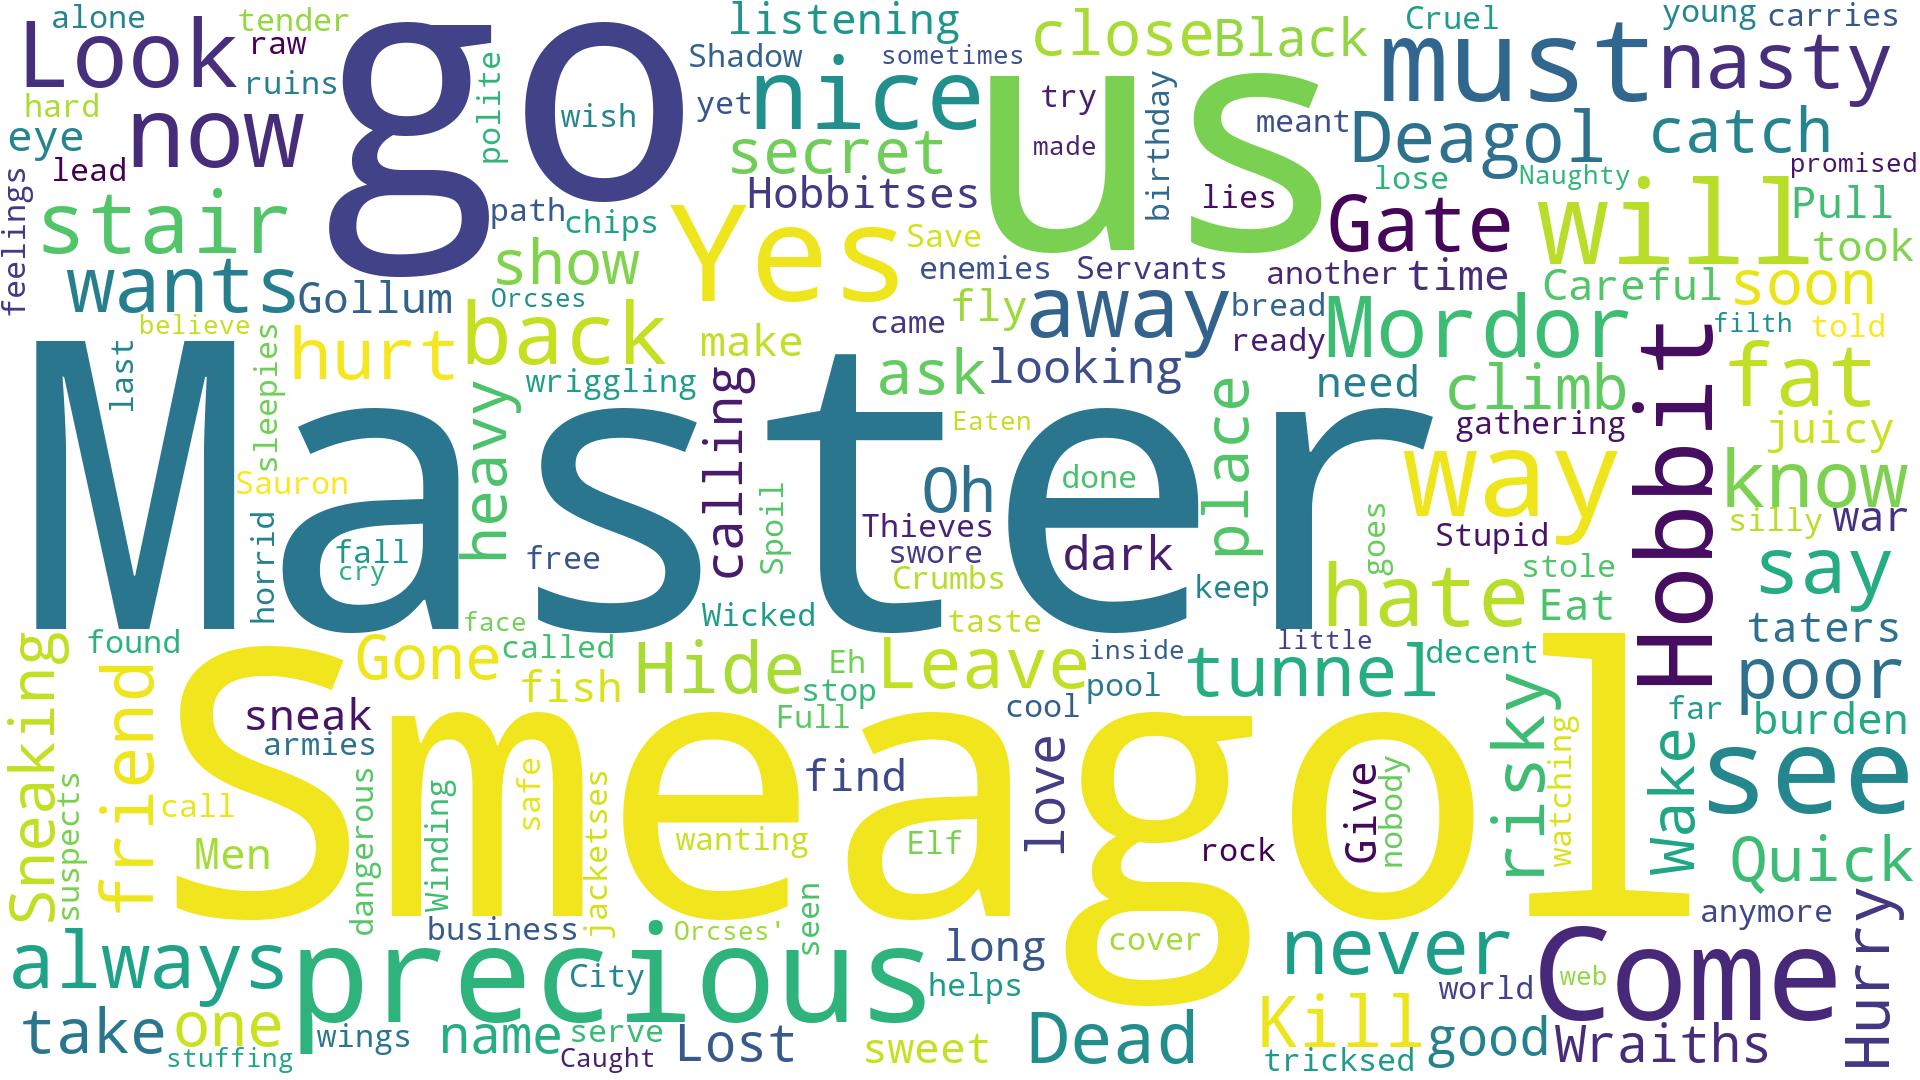 alone
tender
listening
Cruel
young
carries
Look
raw
go
Shadow
sometimes
close
Black
must
nasty
ruins
polite
wish
yet
nice
us
try
hard
now
birthday
meant
Deagol
catch
eye
secret
made
lead
promised
feelings
stair
path
chips
Hobbitses
lies
lose
Naughty
Gate
will
Pull
Yes
Save
took
show
wants
Gollum
Orcses
enemies
Servants
another
time
Careful
soon
believe
back
came
fly
away
bread
Mordor
filth
told
last
sleepies
hurt
make
ready
Hobbit
wriggling
ask
looking
need
climb
fat
heavy
calling
Eaten
place
gathering
juicy
Master
Sauron
Oh
done
way
know
horrid
Spoil
Thieves
goes
silly
war
fall
cry
free
swore
dark
Stupid
stole
say
Crumbs
keep
hate
Eat
Wicked
taste
face
found
called
little
taters
Sneaking
friend
Gone
Hide
Eh
Leave
inside
tunnel
decent
poor
fish
stop
pool
sneak
Full
cool
far
burden
armies
Smeagol
suspects
call
dangerous
Winding
safe
jacketses
find
love
Give
nobody
risky
watching
Wake
see
Men
wanting
Elf
rock
Quick
business
Orcses'
seen
cover
anymore
always
precious
City
long
helps
never
world
Come
web
Hurry
take
one
wings
name
serve
Lost
sweet
Dead
Kill
good
Wraiths
stuffing
Caught
tricksed